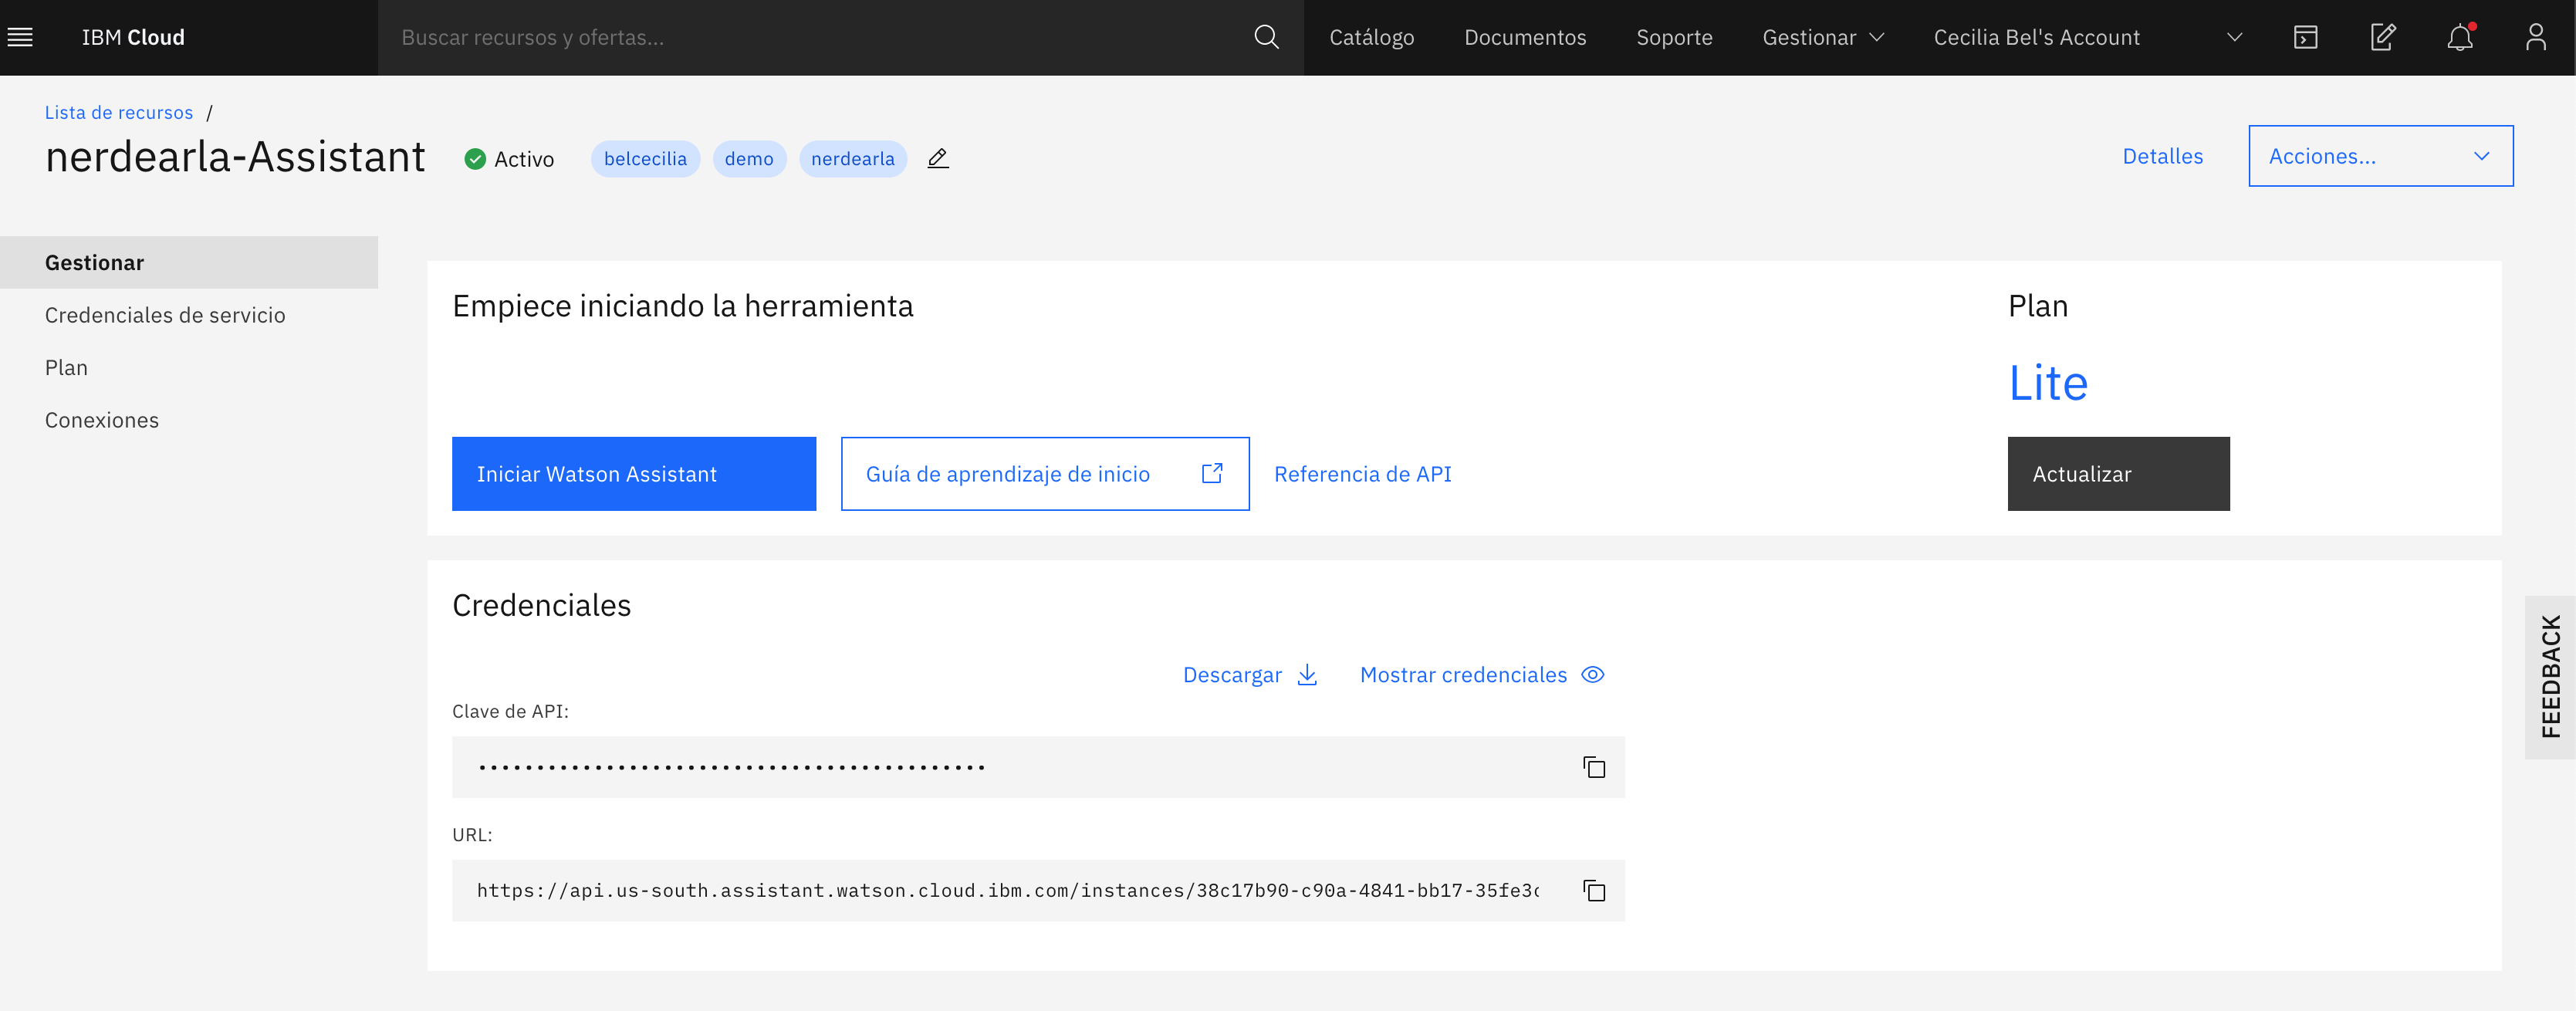 IBM Cloud
Buscar recursos y ofertas...
Catálogo
Documentos
Soporte
Gestionar
Cecilia Bel's Account
Lista de recursos /
nerdearla-Assistant
Activo
belcecilia
demo
nerdearla
Detalles
Acciones...
Gestionar
Credenciales de servicio
Plan
Conexiones
Empiece iniciando la herramienta
Iniciar Watson Assistant
Guía de aprendizaje de inicio
Referencia de API
Plan
Lite
Actualizar
Credenciales
Descargar
Mostrar credenciales
Clave de API:
••••••••••••••••••••••••••••••••••••••••••••
URL:
https://api.us-south.assistant.watson.cloud.ibm.com/instances/38c17b90-c90a-4841-bb17-35fe3
FEEDBACK